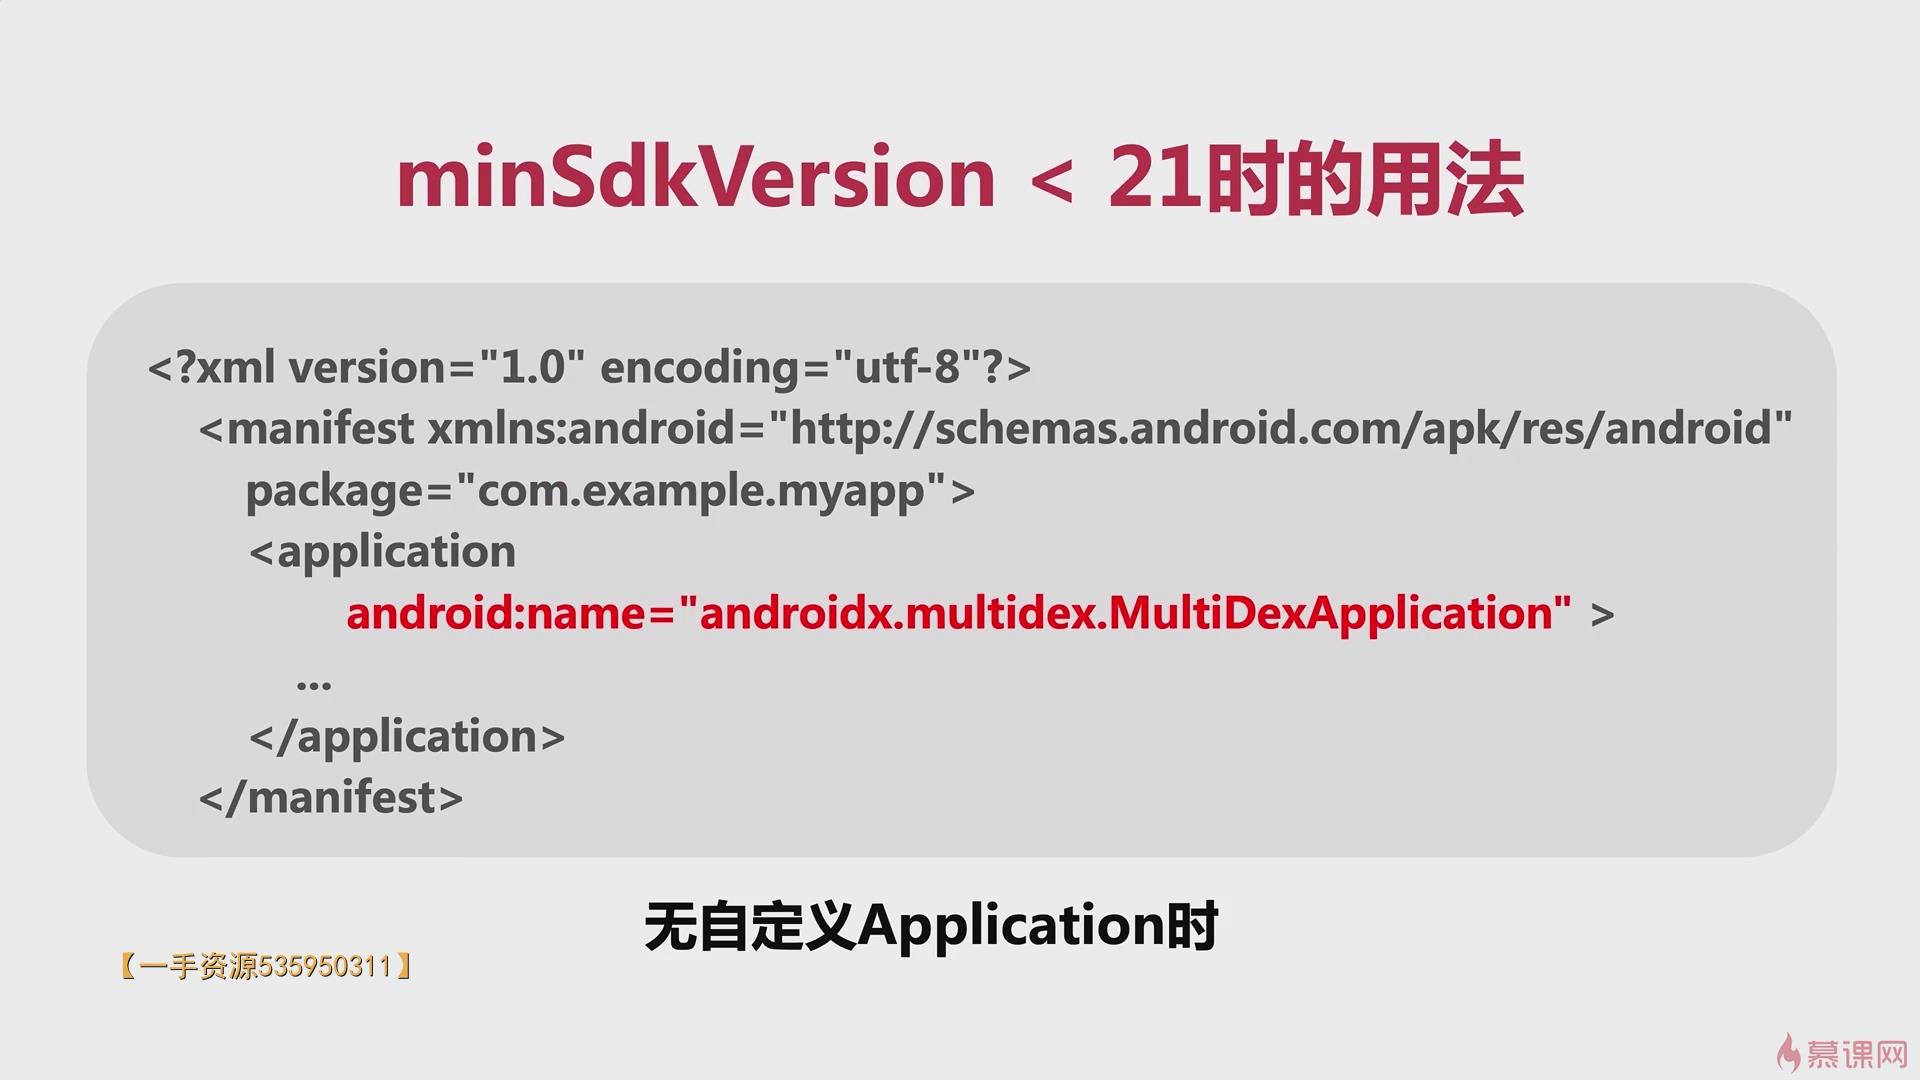 minSdkVersion < 21时的用法
<?xml version="1.0" encoding="utf-8"?>
<manifest xmlns:android="http://schemas.android.com/apk/res/android"
package="com.example.myapp">
<application
android:name="androidx.multidex.MultiDexApplication" >
...
</application>
</manifest>
无自定义Application时
【一手资源535950311】
慕课网